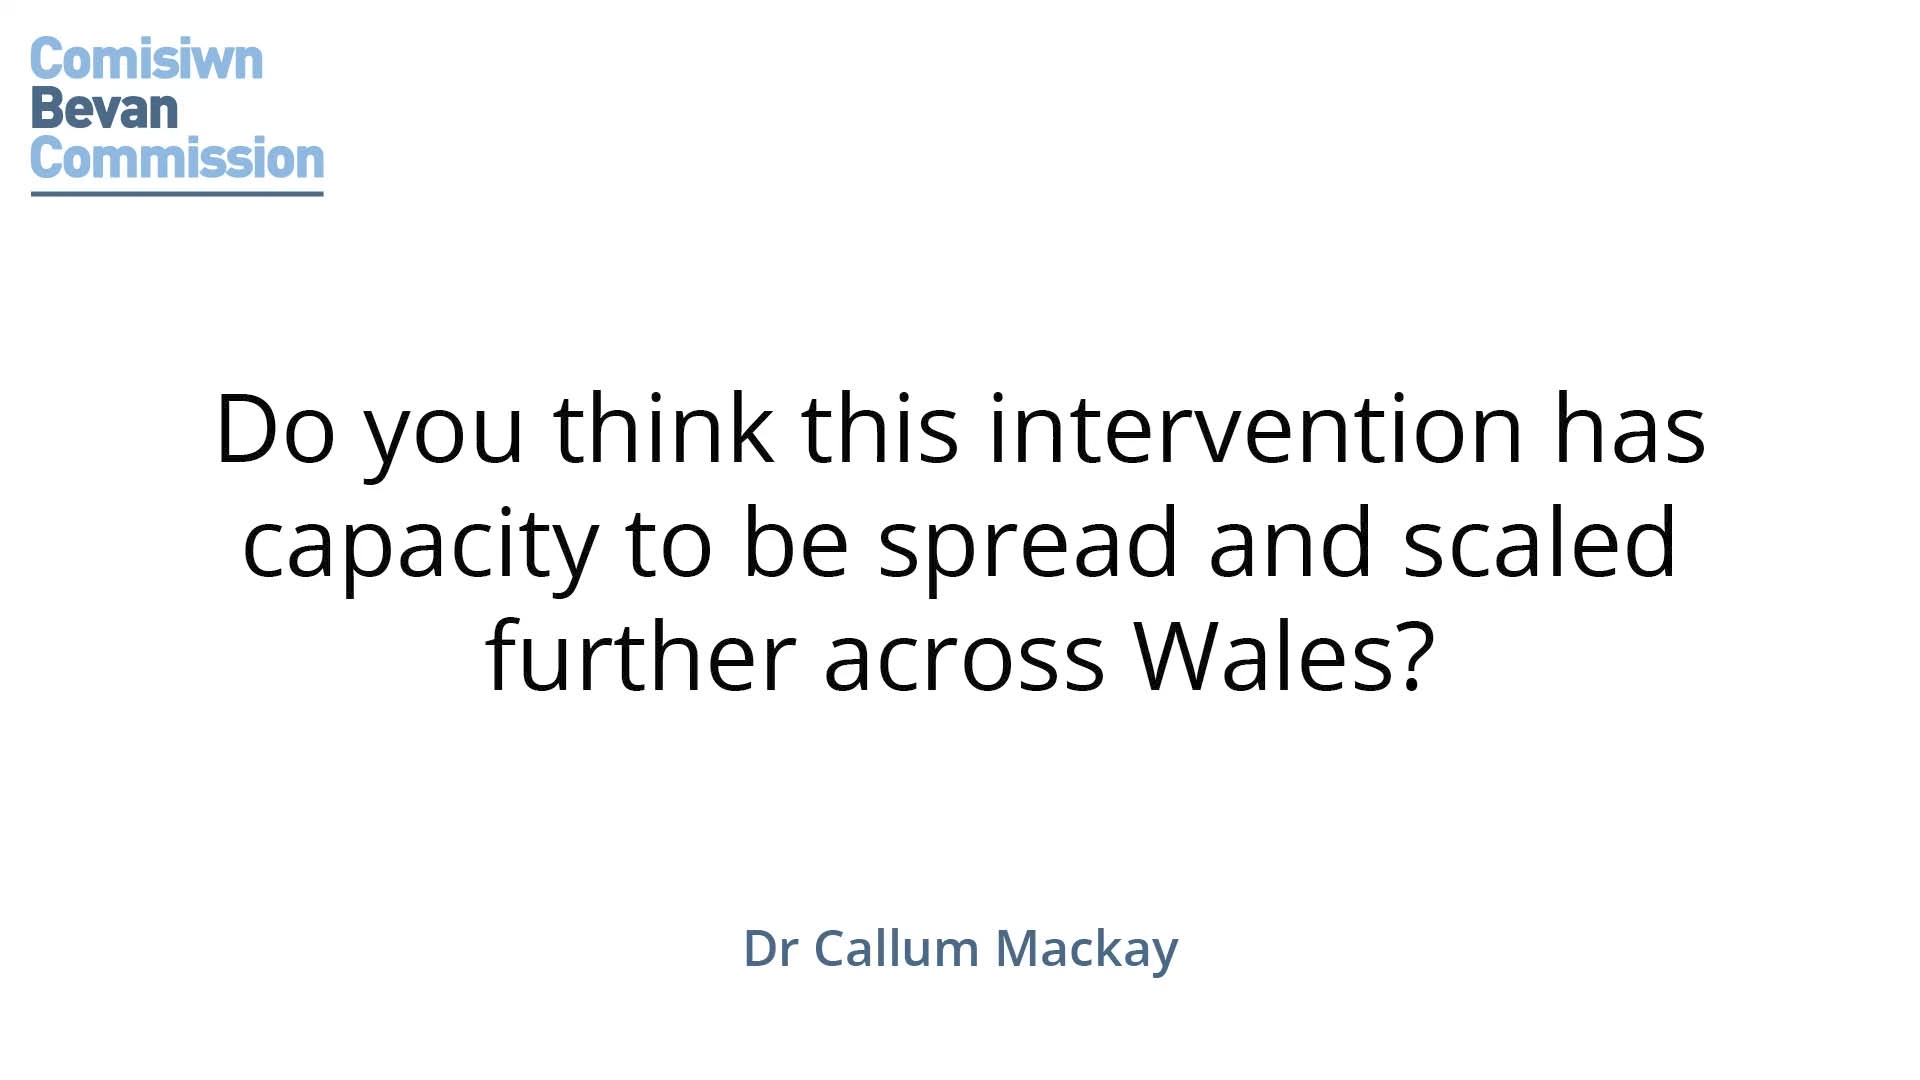 Comisiwn
Bevan
Commission
Do you think this intervention has
capacity to be spread and scaled
further across Wales?
Dr Callum Mackay